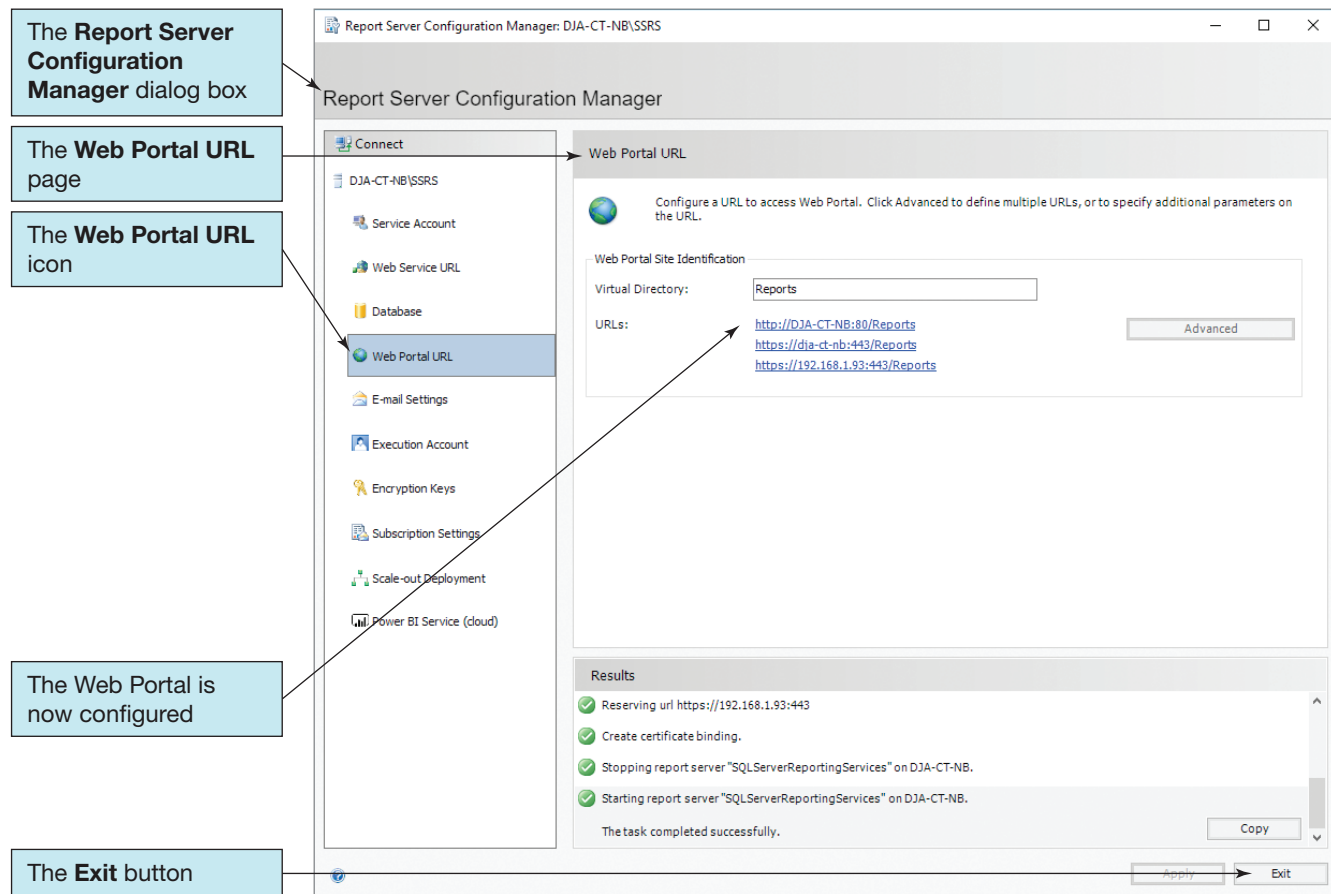 The Report Server
Configuration
Manager dialog box
The Web Portal URL
page
The Web Portal URL
icon
The Web Portal is
now configured
The Exit button
Report Server Configuration Manager: DJA-CT-NB\SSRS
Report Server Configuration Manager
Connect
DJA-CT-NB\SSRS
Service Account
Web Service URL
Database
Web Portal URL
E-mail Settings
Execution Account
Encryption Keys
Subscription Settings
Scale-out Deployment
Power BI Service (cloud)
Web Portal URL
Configure a URL to access Web Portal. Click Advanced to define multiple URLs, or to specify additional parameters on
the URL.
Web Portal Site Identification
Virtual Directory: Reports
URLs: http://DJA-CT-NB:80/Reports
https://dja-ct-nb:443/Reports
https://192.168.1.93:443/Reports
Advanced
Results
Reserving url https://192.168.1.93:443
Create certificate binding.
Stopping report server "SQLServerReportingServices" on DJA-CT-NB.
Starting report server "SQLServerReportingServices" on DJA-CT-NB.
The task completed successfully.
Copy
Apply
Exit